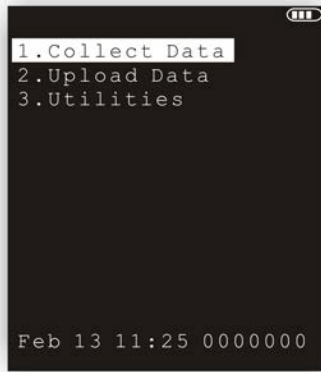 1.Collect Data
2.Upload Data
3.Utilities
Feb 13 11:25 0000000